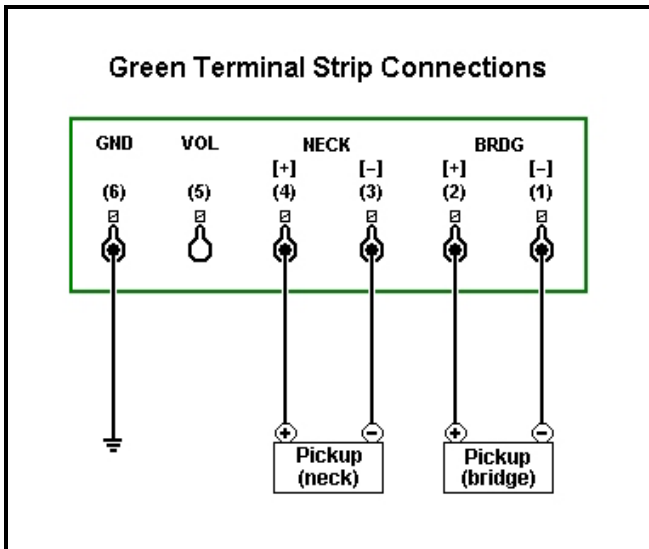 Green Terminal Strip Connections
GND VOL NECK BRDG
[+] [–] [+] [–]
(6) (5) (4) (3) (2) (1)
+ – + –
Pickup Pickup
(neck) (bridge)